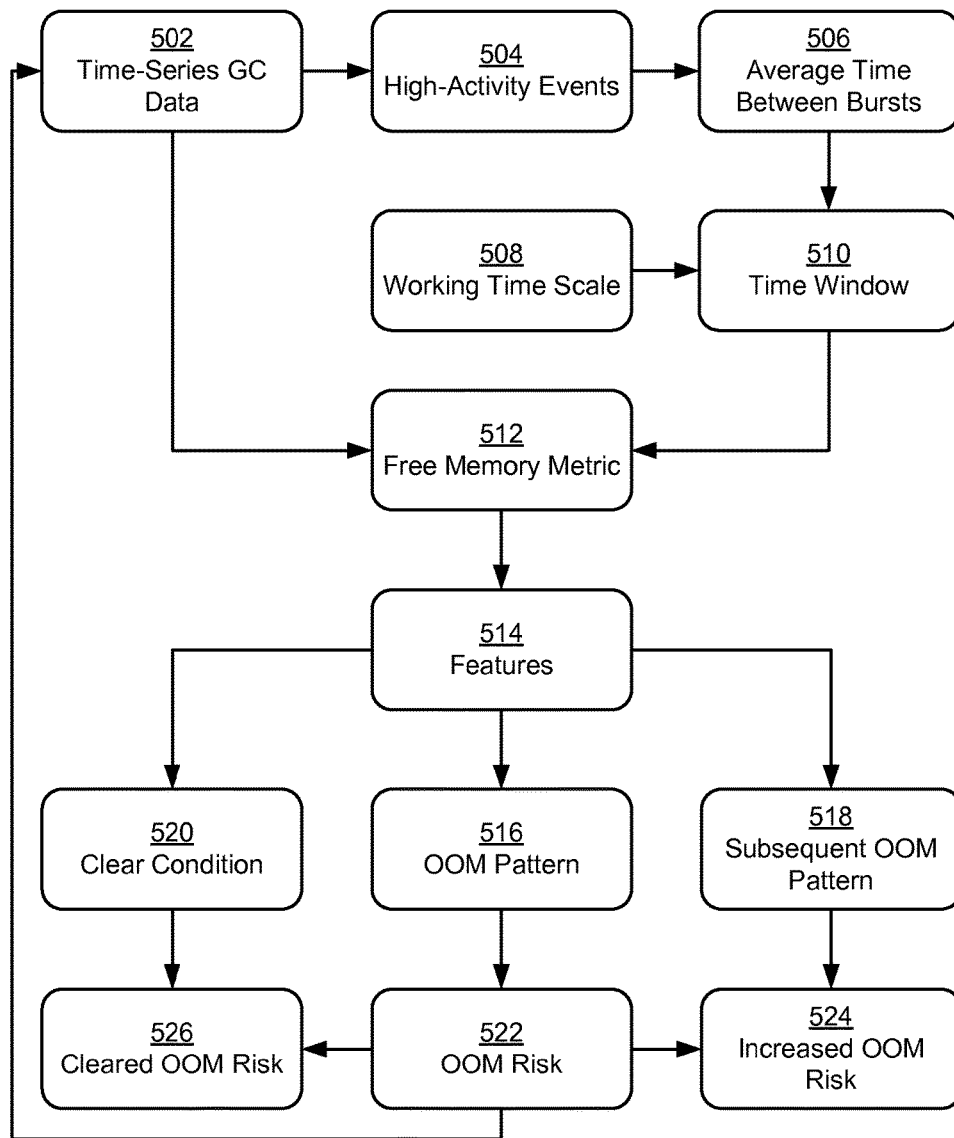 502
Time-Series GC
Data
504
High-Activity Events
506
Average Time
Between Bursts
508
Working Time Scale
510
Time Window
512
Free Memory Metric
514
Features
520
Clear Condition
516
OOM Pattern
518
Subsequent OOM
Pattern
526
Cleared OOM Risk
522
OOM Risk
524
Increased OOM
Risk